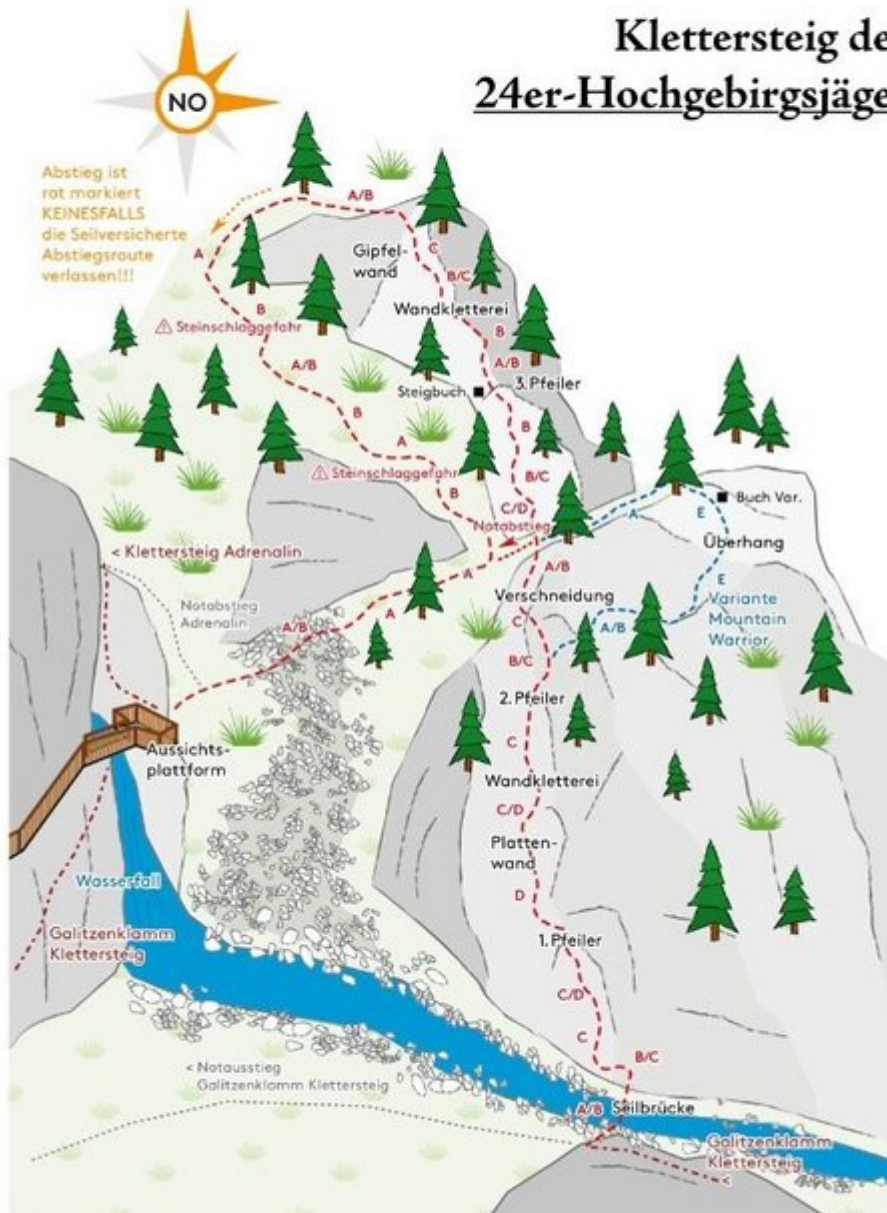 Klettersteig de
24er-Hochgebirgsjäge
NO
Abstieg ist
rot markiert
KEINESFALLS
die Seilversicherte
Abstiegsroute
verlassen!!!
A/B
A
C
Gipfel-
wand
B/C
Wandkletterei
B
Steinschlaggefahr
B
A/B
A/B
3. Pfeiler
Steigbuch
B
B
A
B/C
Steinschlaggefahr
B
C/D
Notabstieg
Buch Var.
A
E
Überhang
< Klettersteig Adrenalin
A/B
A
Verschneidung
E
Variante
Mountain
Warrior
Notabstieg
Adrenalin
A
A/B
C
A/B
B/C
2. Pfeiler
Aussichts-
plattform
C
Wandkletterei
C/D
Platten-
wand
Wasserfall
D
Galitzenklamm
Klettersteig
1. Pfeiler
C/D
C
B/C
< Notausstieg
Galitzenklamm Klettersteig
A/B
Seilbrücke
Galitzenklamm
Klettersteig
<